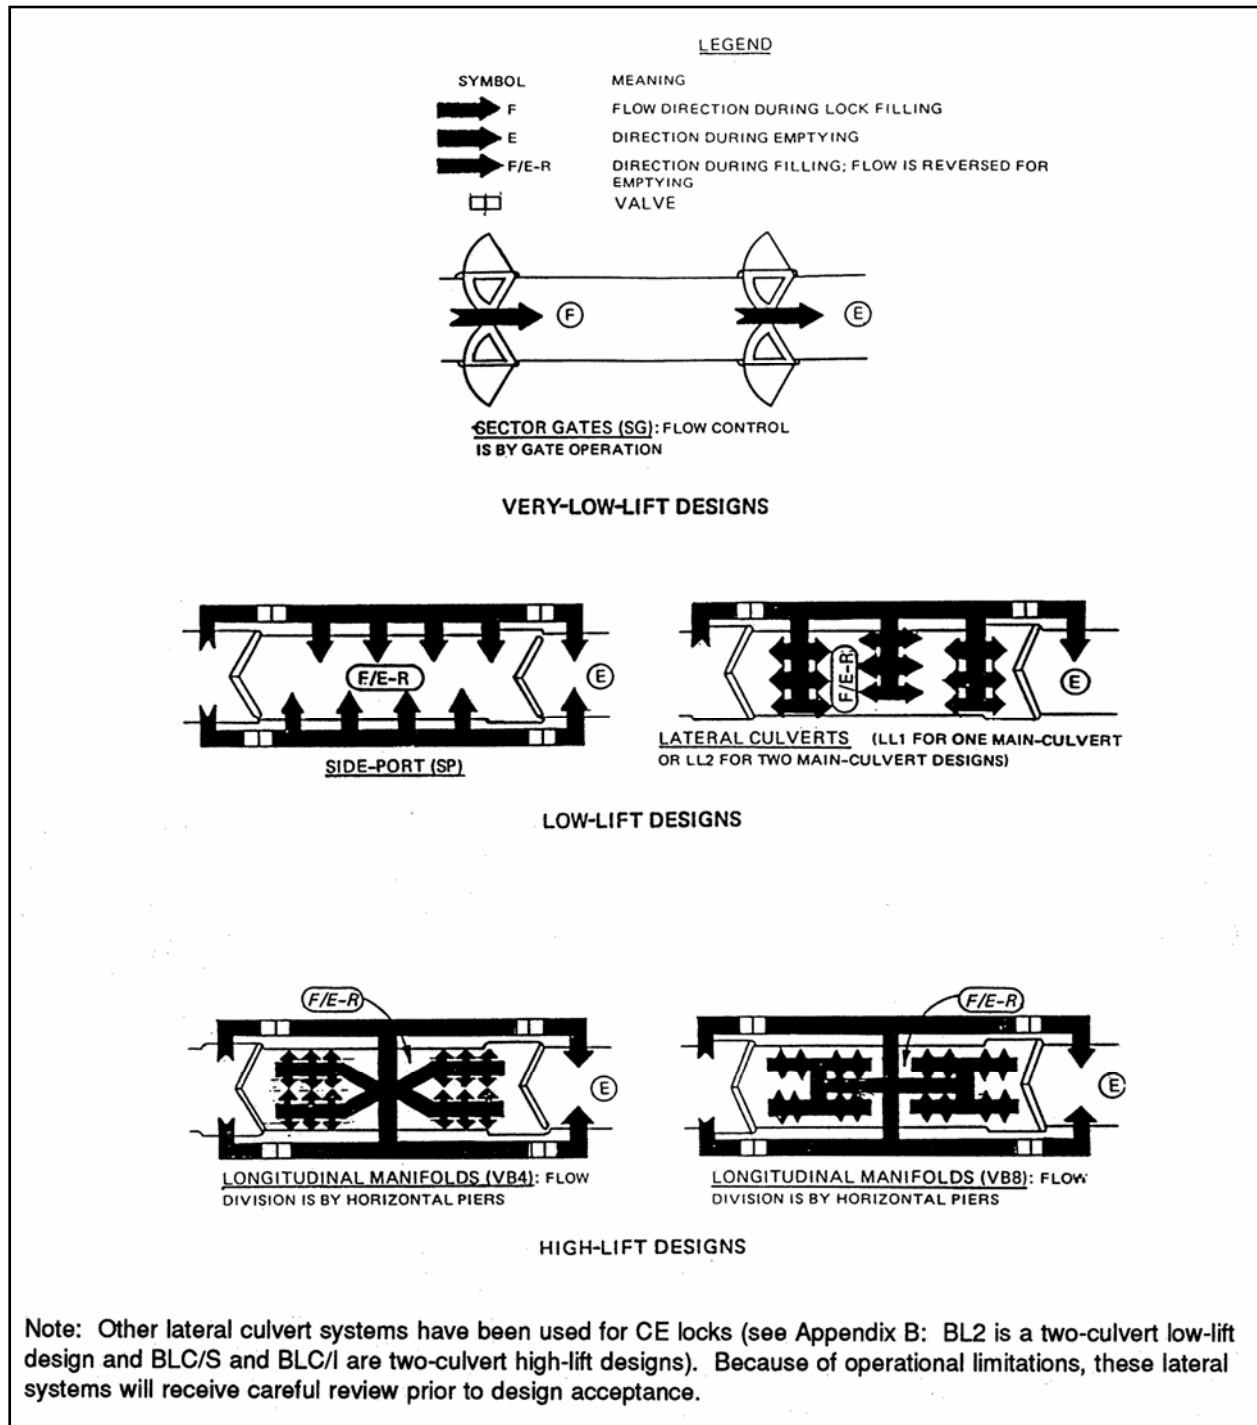 LEGEND
SYMBOL MEANING
F FLOW DIRECTION DURING LOCK FILLING
E DIRECTION DURING EMPTYING
F/E-R DIRECTION DURING FILLING; FLOW IS REVERSED FOR
EMPTYING
VALVE
F E
SECTOR GATES (SG): FLOW CONTROL
IS BY GATE OPERATION
VERY-LOW-LIFT DESIGNS
F/E-R E
SIDE-PORT (SP)
F/E-R E
LATERAL CULVERTS (LL1 FOR ONE MAIN-CULVERT
OR LL2 FOR TWO MAIN-CULVERT DESIGNS)
LOW-LIFT DESIGNS
F/E-R
E
LONGITUDINAL MANIFOLDS (VB4): FLOW
DIVISION IS BY HORIZONTAL PIERS
F/E-R
E
LONGITUDINAL MANIFOLDS (VB8): FLOW
DIVISION IS BY HORIZONTAL PIERS
HIGH-LIFT DESIGNS
Note: Other lateral culvert systems have been used for CE locks (see Appendix B: BL2 is a two-culvert low-lift
design and BLC/S and BLC/I are two-culvert high-lift designs). Because of operational limitations, these lateral
systems will receive careful review prior to design acceptance.